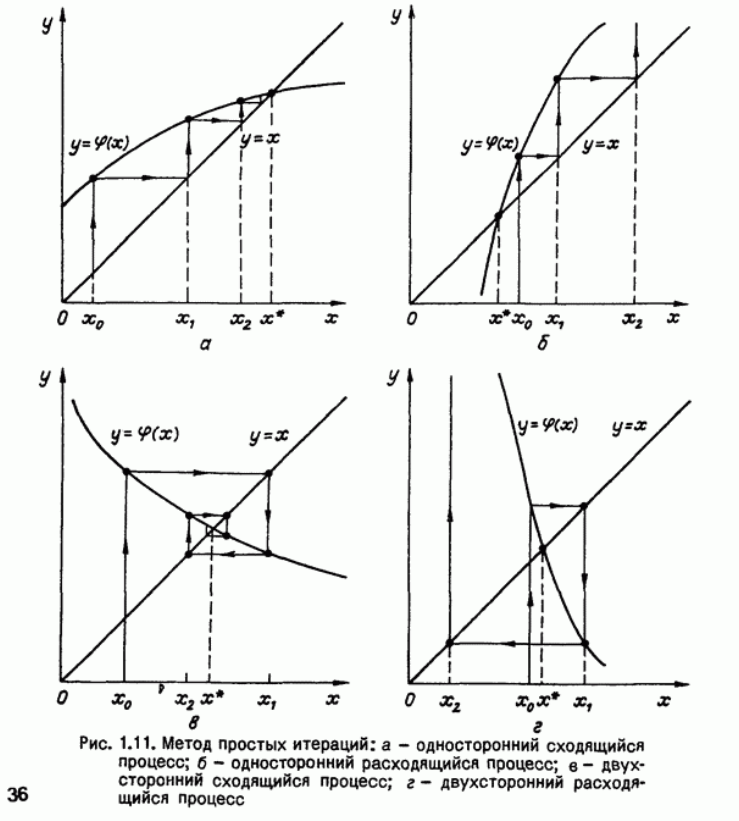 y
y = φ(x)
y = x
0 x₀ x₁ x₂ x* x
а
y
y = φ(x)
y = x
0 x* x₀ x₁ x₂ x
б
y
y = φ(x)
y = x
0 x₀ x₂ x* x₁ x
в
y
y = φ(x)
y = x
0 x₂ x₀ x* x₁ x
г
Рис. 1.11. Метод простых итераций: а – односторонний сходящийся
процесс; б – односторонний расходящийся процесс; в – двух-
сторонний сходящийся процесс; г – двухсторонний расходя-
щийся процесс
36